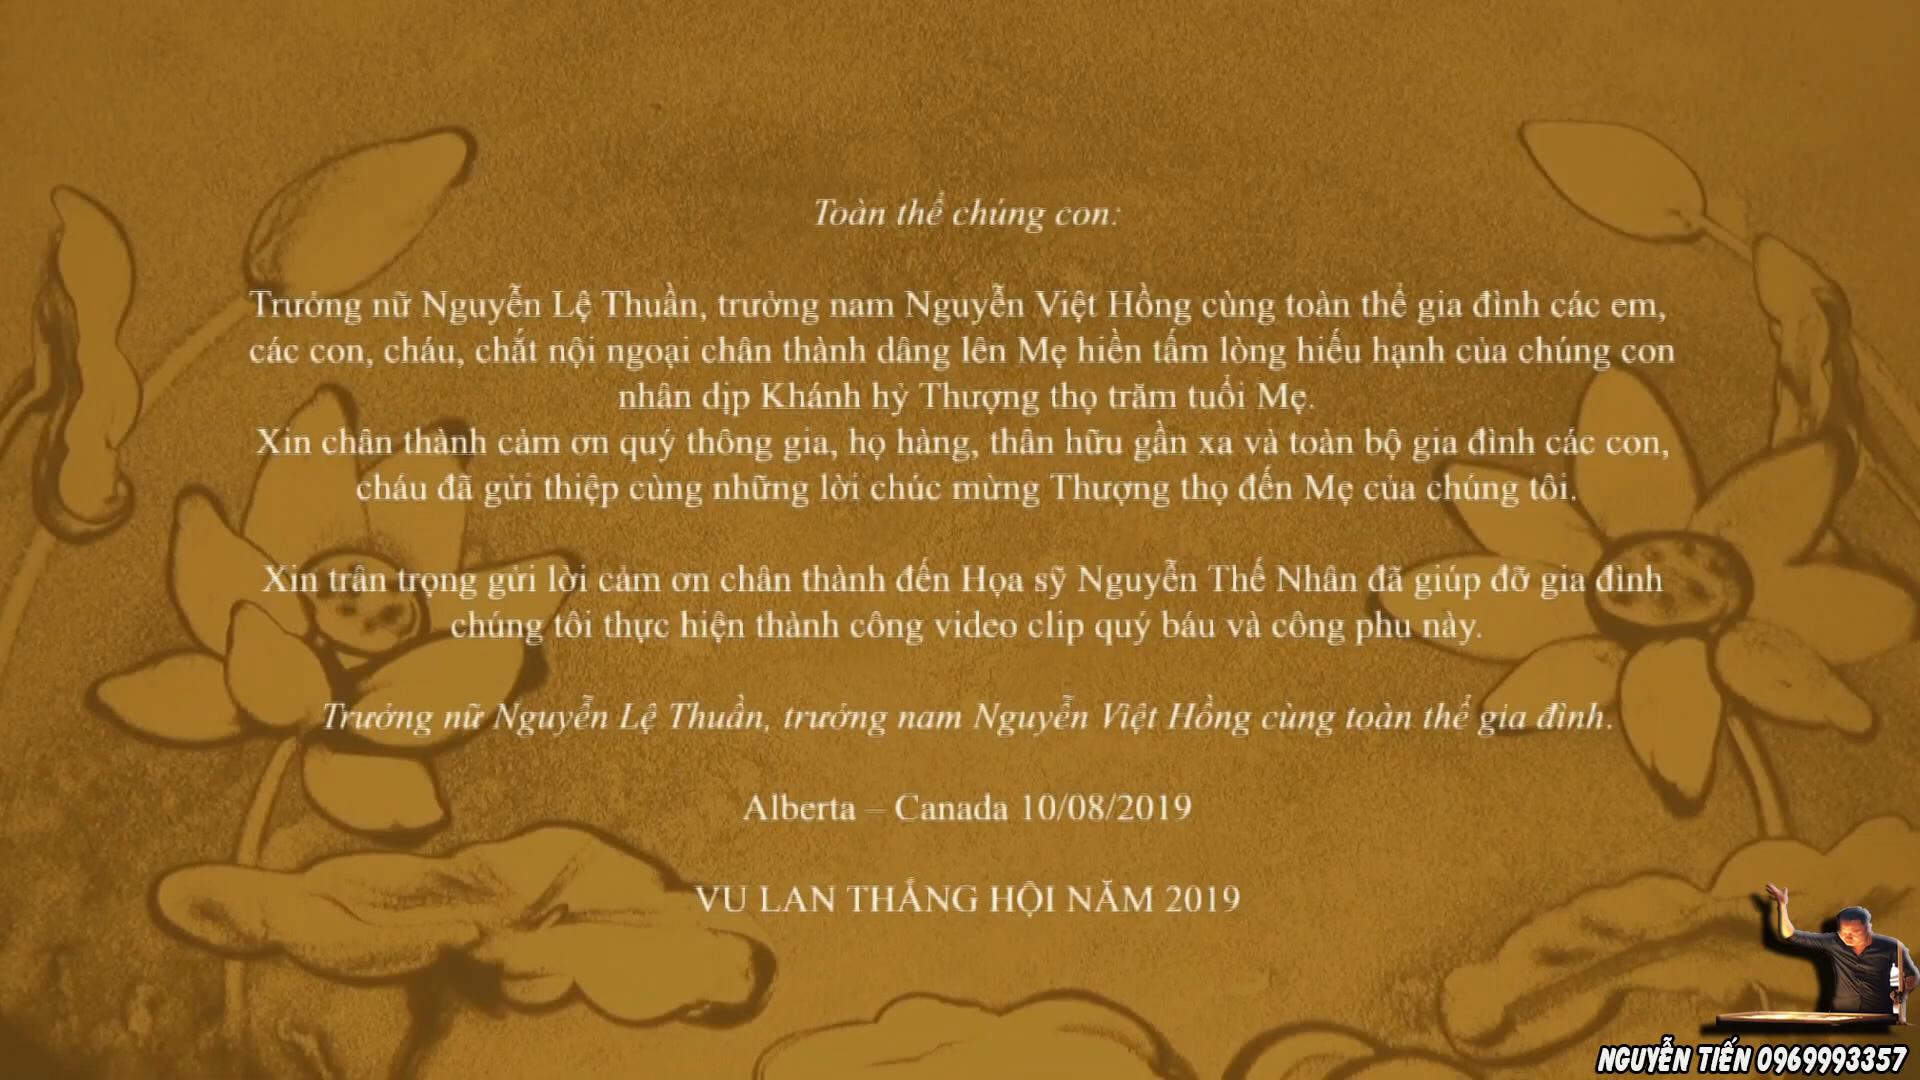 Toàn thể chúng con:
Trưởng nữ Nguyễn Lệ Thuần, trưởng nam Nguyễn Việt Hồng cùng toàn thể gia đình các em,
các con, cháu, chắt nội ngoại chân thành dâng lên Mẹ hiền tấm lòng hiếu hạnh của chúng con
nhân dịp Khánh hỷ Thượng thọ trăm tuổi Mẹ.
Xin chân thành cảm ơn quý thông gia, họ hàng, thân hữu gần xa và toàn bộ gia đình các con,
cháu đã gửi thiệp cùng những lời chúc mừng Thượng thọ đến Mẹ của chúng tôi.
Xin trân trọng gửi lời cảm ơn chân thành đến Họa sỹ Nguyễn Thế Nhân đã giúp đỡ gia đình
chúng tôi thực hiện thành công video clip quý báu và công phu này.
Trưởng nữ Nguyễn Lệ Thuần, trưởng nam Nguyễn Việt Hồng cùng toàn thể gia đình.
Alberta – Canada 10/08/2019
VU LAN THẮNG HỘI NĂM 2019
NGUYỄN TIẾN 0969993357